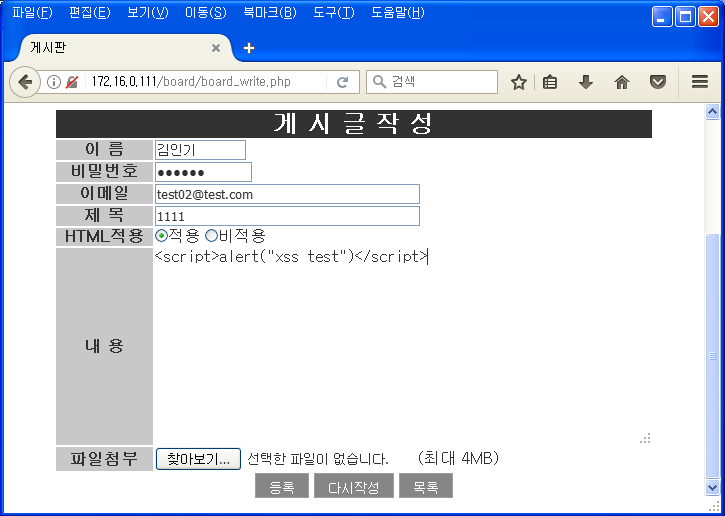 파일(F) 편집(E) 보기(V) 이동(S) 북마크(B) 도구(T) 도움말(H)
게시판
172.16.0.111/board/board_write.php 검색
게 시 글 작 성
이 름 김인기
비밀번호 ●●●●●●
이메일 test02@test.com
제 목 1111
HTML적용 적용 비적용
내 용 <script>alert("xss test")</script>
파일첨부 찾아보기... 선택한 파일이 없습니다. (최대 4MB)
등록 다시작성 목록